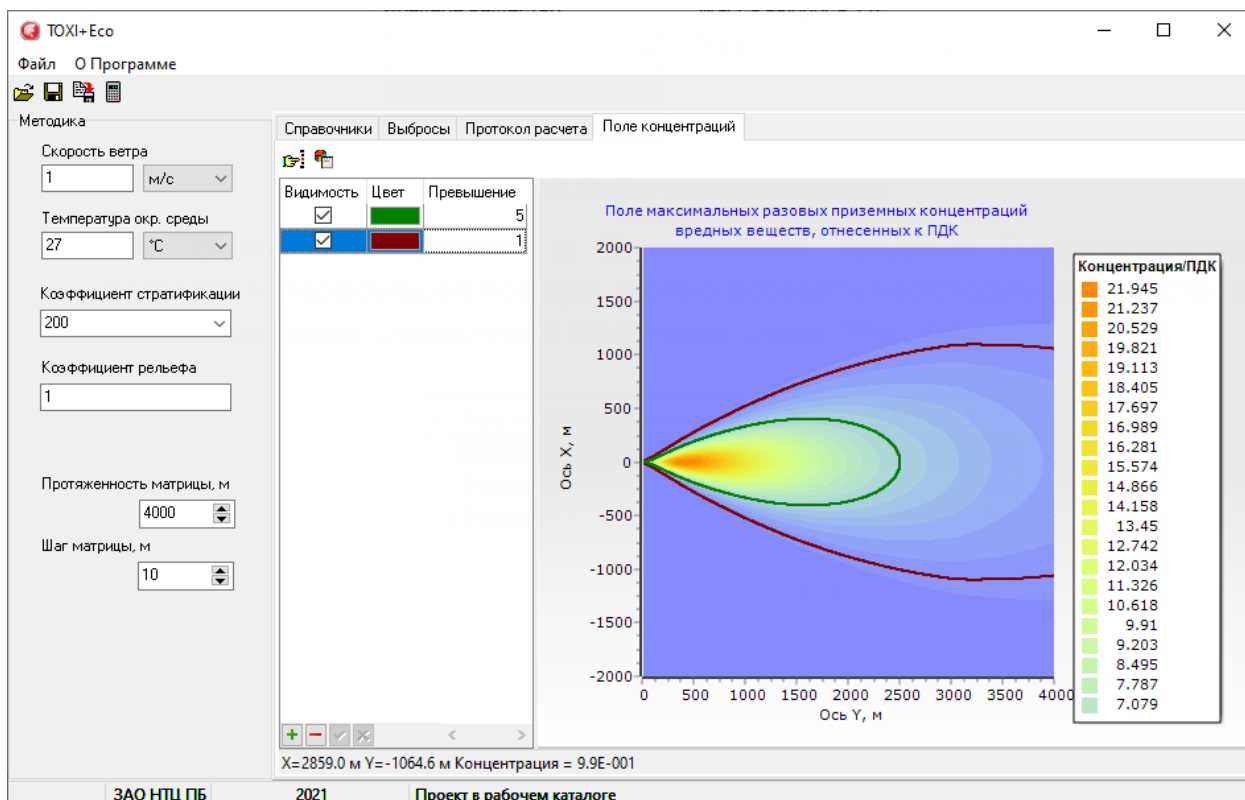 TOXI+Eco
Файл О Программе
Методика
Скорость ветра
1 м/с
Температура окр. среды
27 °C
Коэффициент стратификации
200
Коэффициент рельефа
1
Протяженность матрицы, м
4000
Шаг матрицы, м
10
Справочники Выбросы Протокол расчета Поле концентраций
Видимость Цвет Превышение
5
1
Поле максимальных разовых приземных концентраций
вредных веществ, отнесенных к ПДК
2000
1500
1000
500
0
-500
-1000
-1500
-2000
Ось X, м
0 500 1000 1500 2000 2500 3000 3500 4000
Ось Y, м
Концентрация/ПДК
21.945
21.237
20.529
19.821
19.113
18.405
17.697
16.989
16.281
15.574
14.866
14.158
13.45
12.742
12.034
11.326
10.618
9.91
9.203
8.495
7.787
7.079
X=2859.0 м Y=-1064.6 м Концентрация = 9.9E-001
ЗАО НТЦ ПБ 2021 Проект в рабочем каталоге